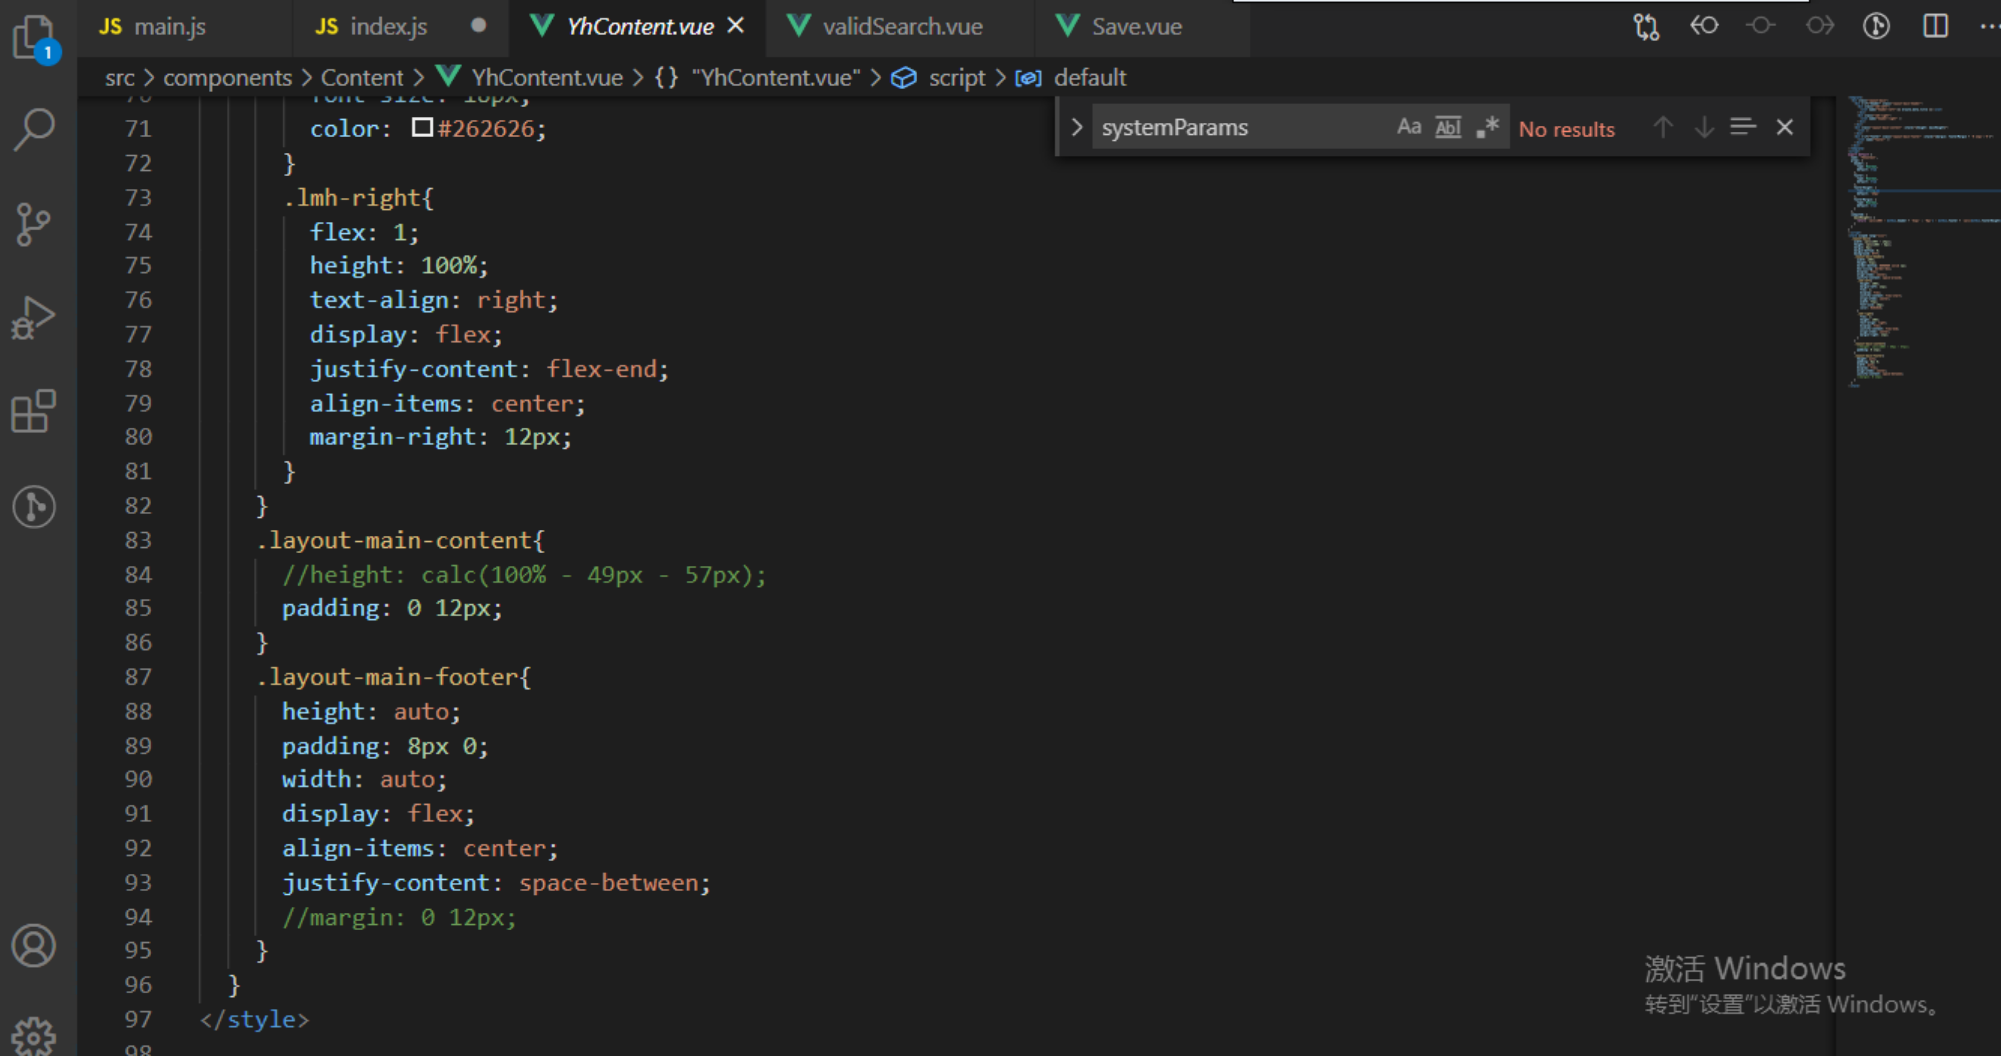 JS main.js JS index.js YhContent.vue validSearch.vue Save.vue
1
src > components > Content > YhContent.vue > {} "YhContent.vue" > script > default
systemParams Aa Abl .* No results
70 font-size: 16px;
71 color: #262626;
72 }
73 .lmh-right{
74 flex: 1;
75 height: 100%;
76 text-align: right;
77 display: flex;
78 justify-content: flex-end;
79 align-items: center;
80 margin-right: 12px;
81 }
82 }
83 .layout-main-content{
84 //height: calc(100% - 49px - 57px);
85 padding: 0 12px;
86 }
87 .layout-main-footer{
88 height: auto;
89 padding: 8px 0;
90 width: auto;
91 display: flex;
92 align-items: center;
93 justify-content: space-between;
94 //margin: 0 12px;
95 }
96 }
97 </style>
98
激活 Windows
转到“设置”以激活 Windows。